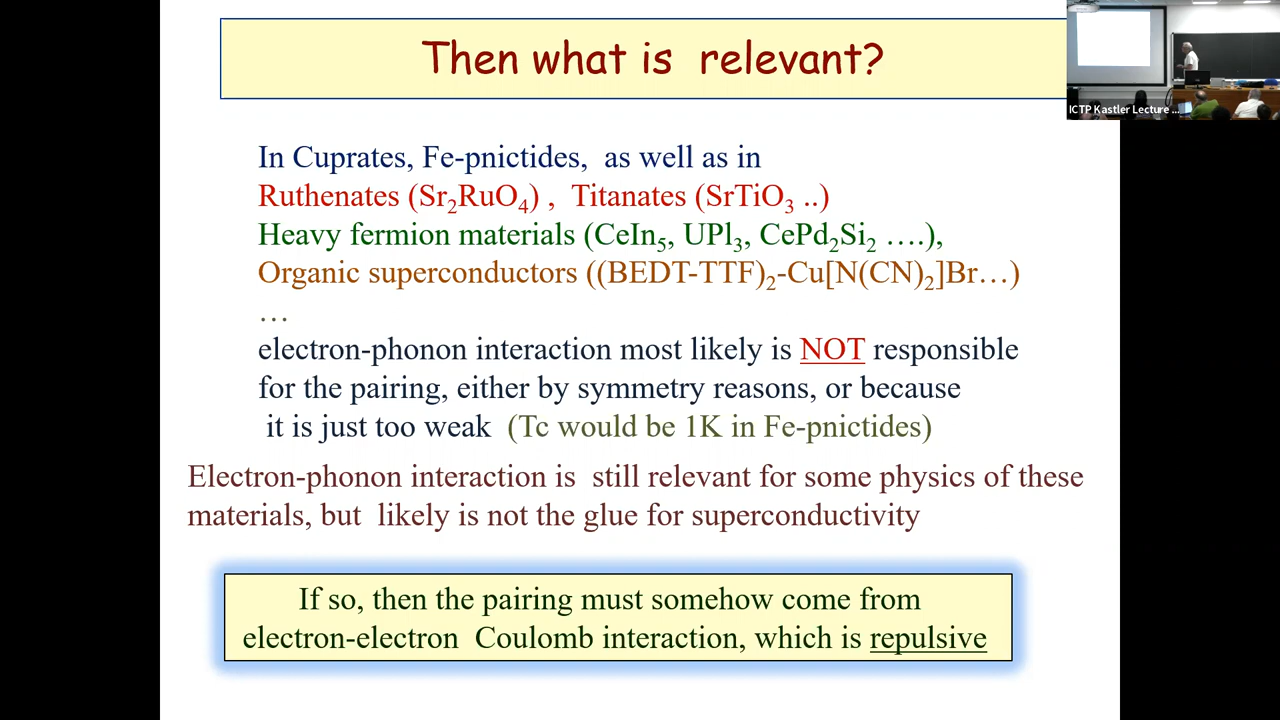 Then what is relevant?
ICTP Kastler Lecture ...
In Cuprates, Fe-pnictides, as well as in
Ruthenates (Sr₂RuO₄) , Titanates (SrTiO₃ ..)
Heavy fermion materials (CeIn₅, UPl₃, CePd₂Si₂ ….),
Organic superconductors ((BEDT-TTF)₂-Cu[N(CN)₂]Br…)
…
electron-phonon interaction most likely is NOT responsible
for the pairing, either by symmetry reasons, or because
it is just too weak (Tc would be 1K in Fe-pnictides)
Electron-phonon interaction is still relevant for some physics of these
materials, but likely is not the glue for superconductivity
If so, then the pairing must somehow come from
electron-electron Coulomb interaction, which is repulsive